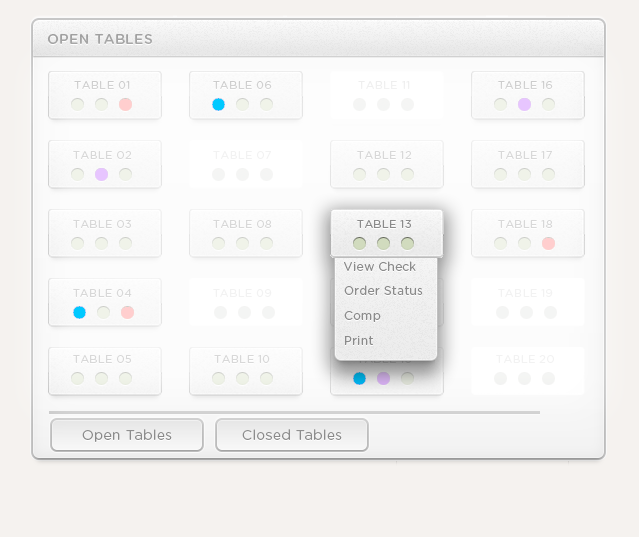 OPEN TABLES
TABLE 01
TABLE 06
TABLE 11
TABLE 16
TABLE 02
TABLE 07
TABLE 12
TABLE 17
TABLE 03
TABLE 08
TABLE 13
TABLE 18
View Check
Order Status
Comp
Print
TABLE 04
TABLE 09
TABLE 19
TABLE 05
TABLE 10
TABLE 20
Open Tables
Closed Tables